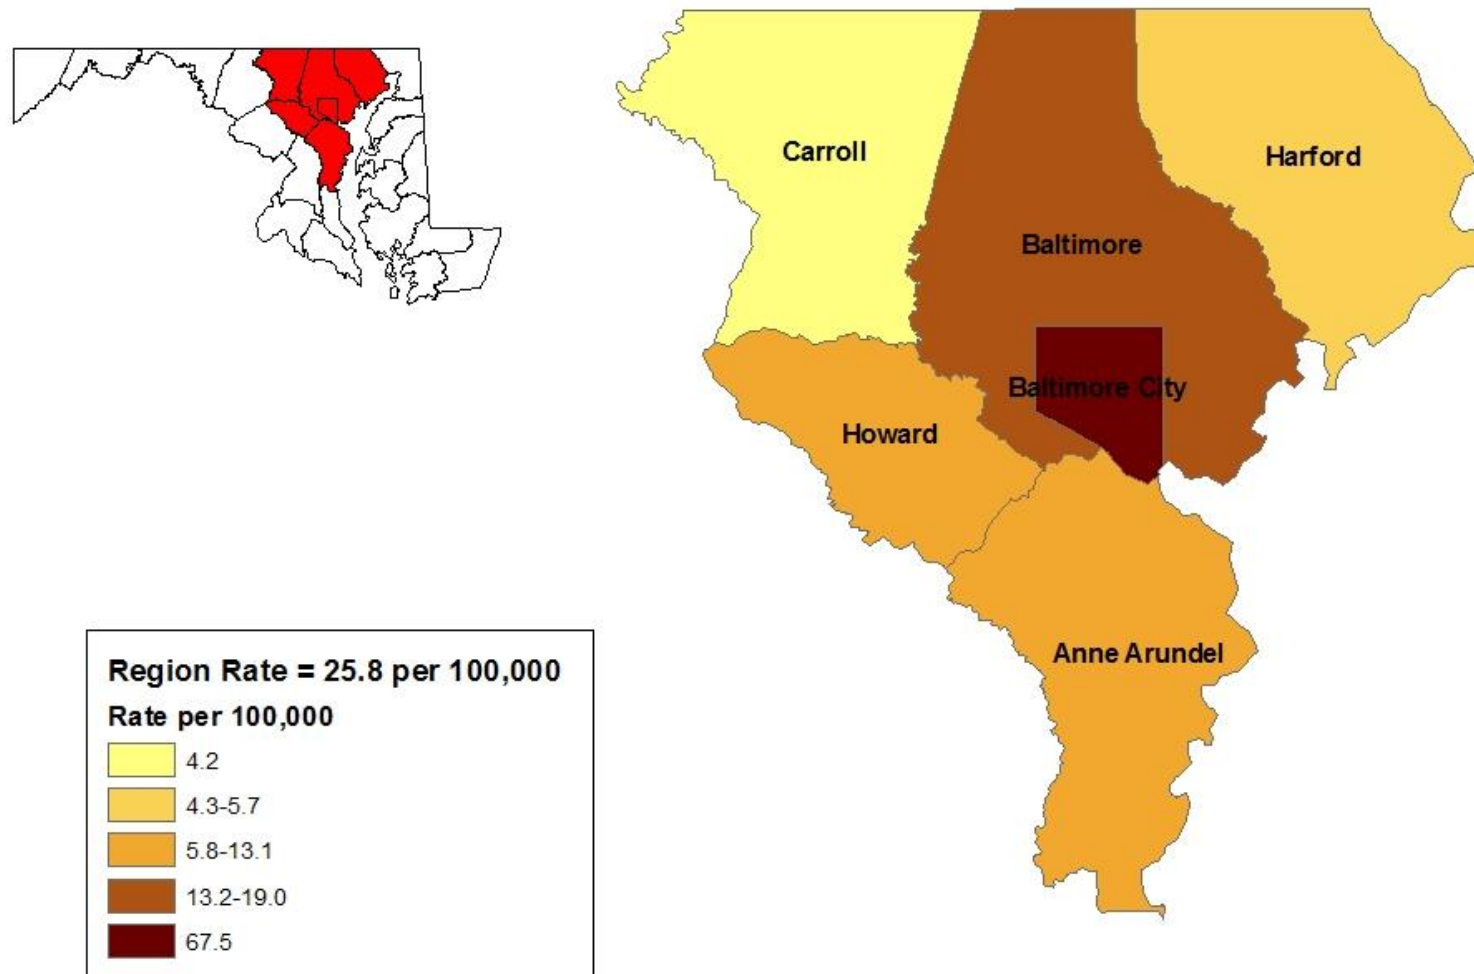 Carroll
Harford
Baltimore
Baltimore City
Howard
Anne Arundel
Region Rate = 25.8 per 100,000
Rate per 100,000
4.2
4.3-5.7
5.8-13.1
13.2-19.0
67.5